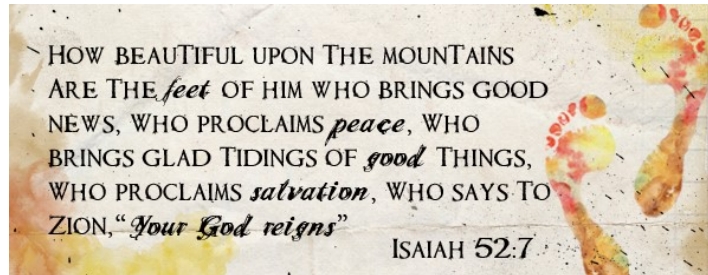 How beautiful upon the mountains
are the feet of him who brings good
news, who proclaims peace, who
brings glad tidings of good things,
who proclaims salvation, who says to
Zion,“Your God reigns”
Isaiah 52:7